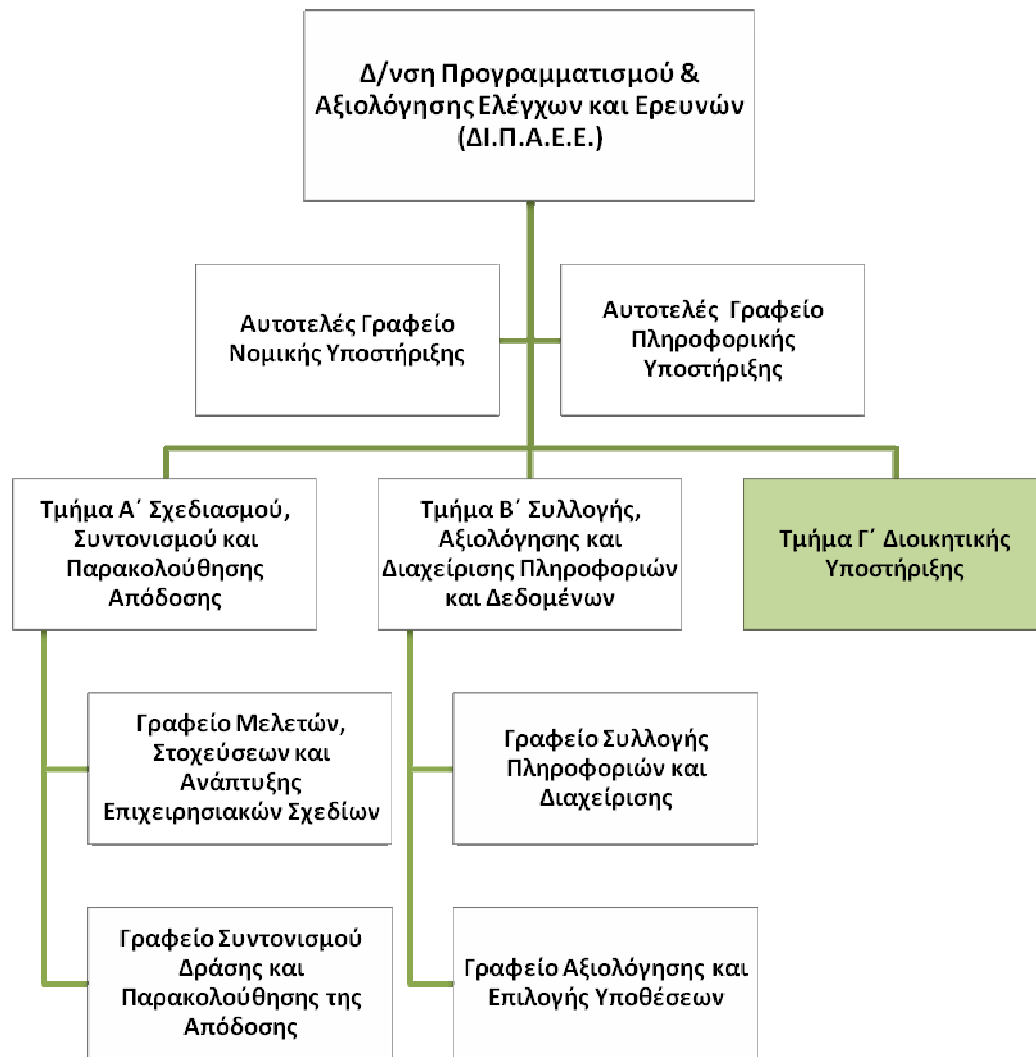 Δ/νση Προγραμματισμού &
Αξιολόγησης Ελέγχων και Ερευνών
(ΔΙ.Π.Α.Ε.Ε.)
Αυτοτελές Γραφείο
Νομικής Υποστήριξης
Αυτοτελές Γραφείο
Πληροφορικής
Υποστήριξης
Τμήμα Α΄ Σχεδιασμού,
Συντονισμού και
Παρακολούθησης
Απόδοσης
Τμήμα Β΄ Συλλογής,
Αξιολόγησης και
Διαχείρισης Πληροφοριών
και Δεδομένων
Τμήμα Γ΄ Διοικητικής
Υποστήριξης
Γραφείο Μελετών,
Στοχεύσεων και
Ανάπτυξης
Επιχειρησιακών Σχεδίων
Γραφείο Συλλογής
Πληροφοριών και
Διαχείρισης
Γραφείο Συντονισμού
Δράσης και
Παρακολούθησης της
Απόδοσης
Γραφείο Αξιολόγησης και
Επιλογής Υποθέσεων